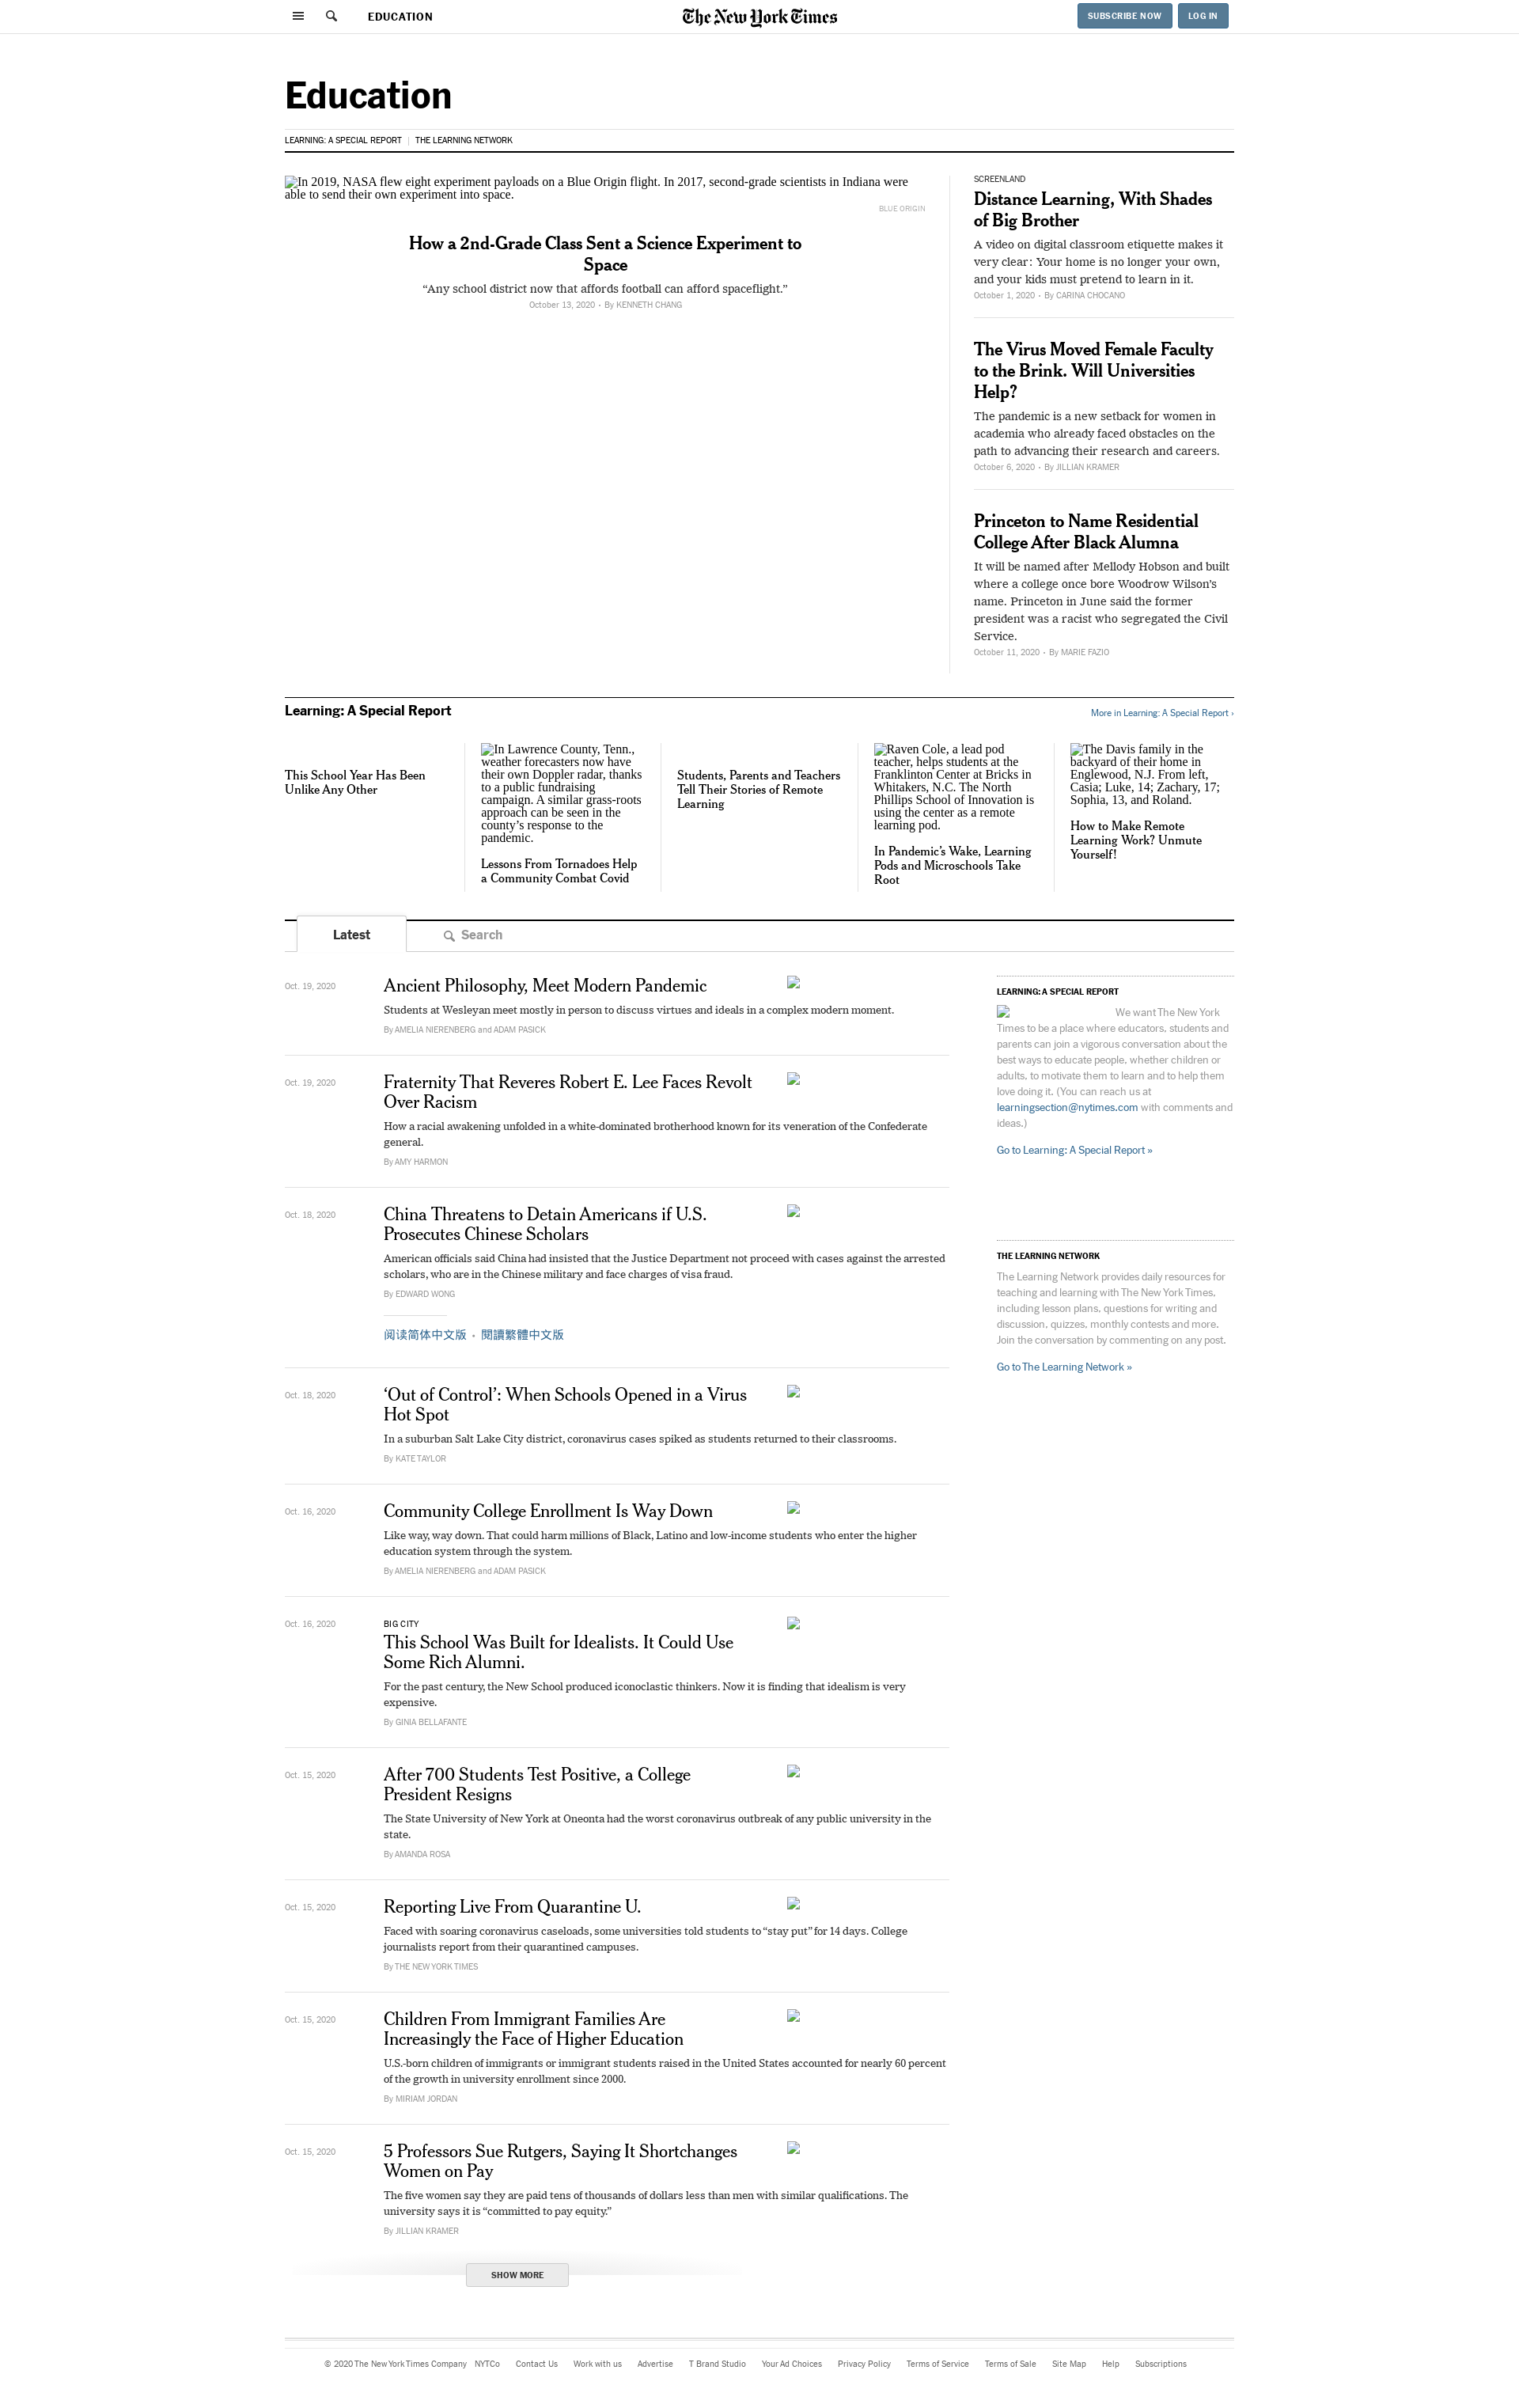 EDUCATION
The New York Times
SUBSCRIBE NOW
LOG IN
Education
LEARNING: A SPECIAL REPORT
THE LEARNING NETWORK
In 2019, NASA flew eight experiment payloads on a Blue Origin flight. In 2017, second-grade scientists in Indiana were
able to send their own experiment into space.
BLUE ORIGIN
How a 2nd-Grade Class Sent a Science Experiment to
Space
“Any school district now that affords football can afford spaceflight.”
October 13, 2020 • By KENNETH CHANG
SCREENLAND
Distance Learning, With Shades
of Big Brother
A video on digital classroom etiquette makes it
very clear: Your home is no longer your own,
and your kids must pretend to learn in it.
October 1, 2020 • By CARINA CHOCANO
The Virus Moved Female Faculty
to the Brink. Will Universities
Help?
The pandemic is a new setback for women in
academia who already faced obstacles on the
path to advancing their research and careers.
October 6, 2020 • By JILLIAN KRAMER
Princeton to Name Residential
College After Black Alumna
It will be named after Mellody Hobson and built
where a college once bore Woodrow Wilson’s
name. Princeton in June said the former
president was a racist who segregated the Civil
Service.
October 11, 2020 • By MARIE FAZIO
Learning: A Special Report
More in Learning: A Special Report ›
This School Year Has Been
Unlike Any Other
In Lawrence County, Tenn.,
weather forecasters now have
their own Doppler radar, thanks
to a public fundraising
campaign. A similar grass-roots
approach can be seen in the
county’s response to the
pandemic.
Lessons From Tornadoes Help
a Community Combat Covid
Students, Parents and Teachers
Tell Their Stories of Remote
Learning
Raven Cole, a lead pod
teacher, helps students at the
Franklinton Center at Bricks in
Whitakers, N.C. The North
Phillips School of Innovation is
using the center as a remote
learning pod.
In Pandemic’s Wake, Learning
Pods and Microschools Take
Root
The Davis family in the
backyard of their home in
Englewood, N.J. From left,
Casia; Luke, 14; Zachary, 17;
Sophia, 13, and Roland.
How to Make Remote
Learning Work? Unmute
Yourself!
Latest
Search
Oct. 19, 2020
Ancient Philosophy, Meet Modern Pandemic
Students at Wesleyan meet mostly in person to discuss virtues and ideals in a complex modern moment.
By AMELIA NIERENBERG and ADAM PASICK
Oct. 19, 2020
Fraternity That Reveres Robert E. Lee Faces Revolt
Over Racism
How a racial awakening unfolded in a white-dominated brotherhood known for its veneration of the Confederate
general.
By AMY HARMON
Oct. 18, 2020
China Threatens to Detain Americans if U.S.
Prosecutes Chinese Scholars
American officials said China had insisted that the Justice Department not proceed with cases against the arrested
scholars, who are in the Chinese military and face charges of visa fraud.
By EDWARD WONG
阅读简体中文版 • 閱讀繁體中文版
Oct. 18, 2020
‘Out of Control’: When Schools Opened in a Virus
Hot Spot
In a suburban Salt Lake City district, coronavirus cases spiked as students returned to their classrooms.
By KATE TAYLOR
Oct. 16, 2020
Community College Enrollment Is Way Down
Like way, way down. That could harm millions of Black, Latino and low-income students who enter the higher
education system through the system.
By AMELIA NIERENBERG and ADAM PASICK
Oct. 16, 2020
BIG CITY
This School Was Built for Idealists. It Could Use
Some Rich Alumni.
For the past century, the New School produced iconoclastic thinkers. Now it is finding that idealism is very
expensive.
By GINIA BELLAFANTE
Oct. 15, 2020
After 700 Students Test Positive, a College
President Resigns
The State University of New York at Oneonta had the worst coronavirus outbreak of any public university in the
state.
By AMANDA ROSA
Oct. 15, 2020
Reporting Live From Quarantine U.
Faced with soaring coronavirus caseloads, some universities told students to “stay put” for 14 days. College
journalists report from their quarantined campuses.
By THE NEW YORK TIMES
Oct. 15, 2020
Children From Immigrant Families Are
Increasingly the Face of Higher Education
U.S.-born children of immigrants or immigrant students raised in the United States accounted for nearly 60 percent
of the growth in university enrollment since 2000.
By MIRIAM JORDAN
Oct. 15, 2020
5 Professors Sue Rutgers, Saying It Shortchanges
Women on Pay
The five women say they are paid tens of thousands of dollars less than men with similar qualifications. The
university says it is “committed to pay equity.”
By JILLIAN KRAMER
SHOW MORE
LEARNING: A SPECIAL REPORT
We want The New York
Times to be a place where educators, students and
parents can join a vigorous conversation about the
best ways to educate people, whether children or
adults, to motivate them to learn and to help them
love doing it. (You can reach us at
learningsection@nytimes.com with comments and
ideas.)
Go to Learning: A Special Report »
THE LEARNING NETWORK
The Learning Network provides daily resources for
teaching and learning with The New York Times,
including lesson plans, questions for writing and
discussion, quizzes, monthly contests and more.
Join the conversation by commenting on any post.
Go to The Learning Network »
© 2020 The New York Times Company NYTCo Contact Us Work with us Advertise T Brand Studio Your Ad Choices Privacy Policy Terms of Service Terms of Sale Site Map Help Subscriptions